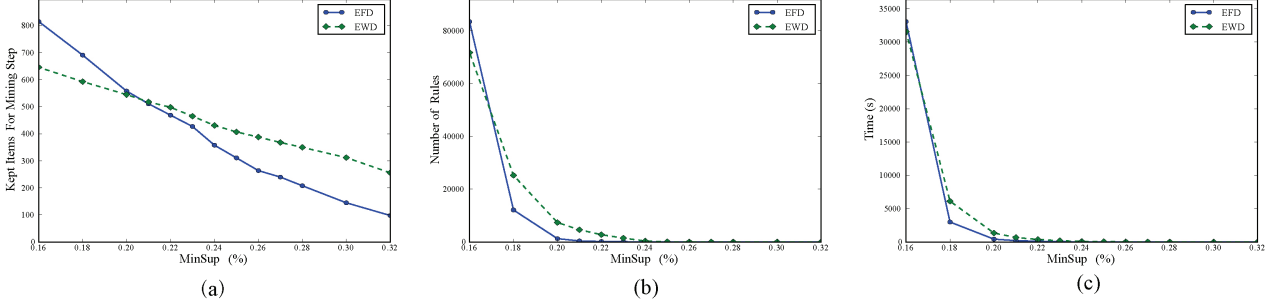 EFD
EWD
Kept Items For Mining Step
800
700
600
500
400
300
200
100
0
0.16 0.18 0.20 0.22 0.24 0.26 0.28 0.30 0.32
MinSup (%)
(a)
EFD
EWD
Number of Rules
80000
60000
40000
20000
0
0.16 0.18 0.20 0.22 0.24 0.26 0.28 0.30 0.32
MinSup (%)
(b)
EFD
EWD
Time (s)
35000
30000
25000
20000
15000
10000
5000
0
0.16 0.18 0.20 0.22 0.24 0.26 0.28 0.30 0.32
MinSup (%)
(c)